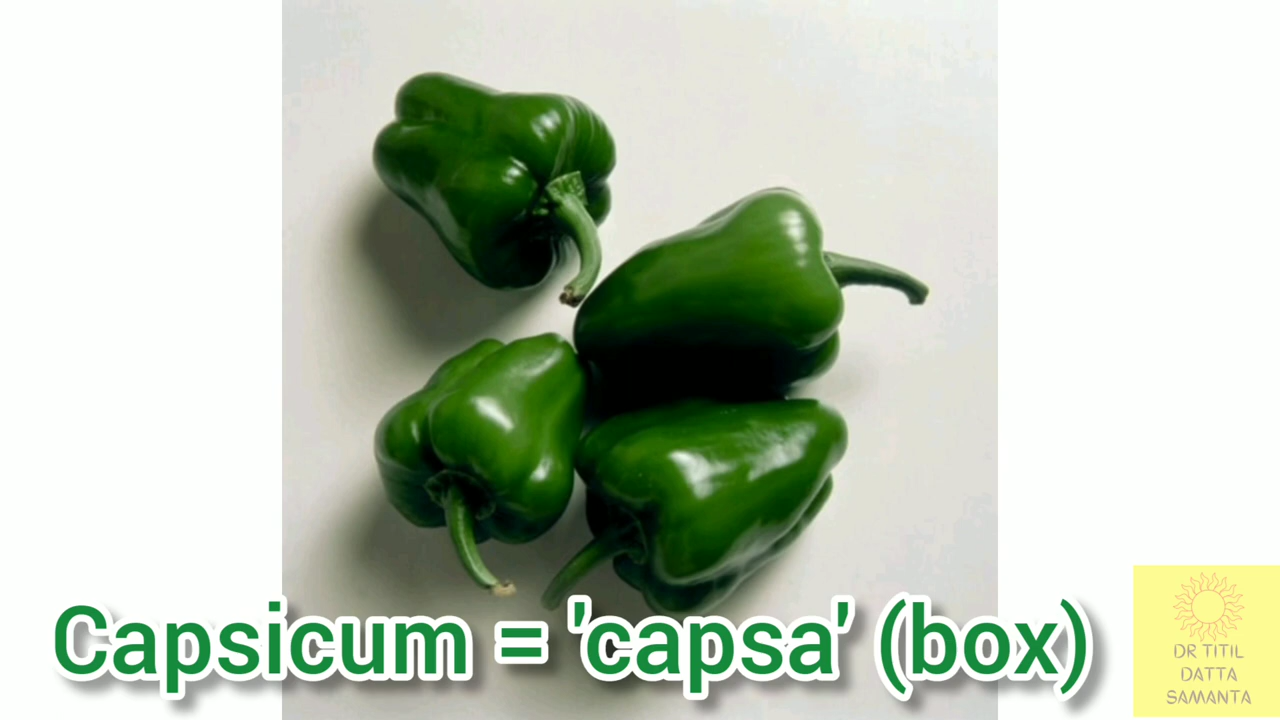 Capsicum = 'capsa' (box)
DR TITIL
DATTA
SAMANTA